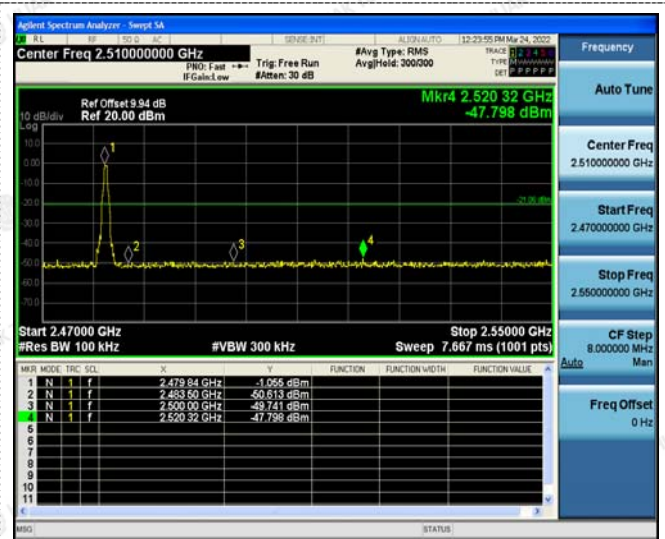 Agilent Spectrum Analyzer - Swept SA
RL RF 50 Ω AC SENSE:INT ALIGN AUTO 12:23:55 PM Mar 24, 2022
Center Freq 2.510000000 GHz
PNO: Fast Trig: Free Run
IFGain:Low #Atten: 30 dB
#Avg Type: RMS
Avg|Hold: 300/300
TRACE 1 2 3 4 5 6
TYPE M
DET P P P P P P
Frequency
Mkr4 2.520 32 GHz
-47.798 dBm
Ref Offset 9.94 dB
10 dB/div Ref 20.00 dBm
Log
10.0
0.00
-10.0
-20.0
-30.0
-40.0
-50.0
-60.0
-70.0
1
2
3
4
-21.06 dBm
Start 2.47000 GHz Stop 2.55000 GHz
#Res BW 100 kHz #VBW 300 kHz Sweep 7.667 ms (1001 pts)
MKR MODE TRC SCL X Y FUNCTION FUNCTION WIDTH FUNCTION VALUE
1 N 1 f 2.479 84 GHz -1.055 dBm
2 N 1 f 2.483 50 GHz -50.613 dBm
3 N 1 f 2.500 00 GHz -49.741 dBm
4 N 1 f 2.520 32 GHz -47.798 dBm
5
6
7
8
9
10
11
MSG STATUS
Auto Tune
Center Freq
2.510000000 GHz
Start Freq
2.470000000 GHz
Stop Freq
2.550000000 GHz
CF Step
8.000000 MHz
Auto Man
Freq Offset
0 Hz